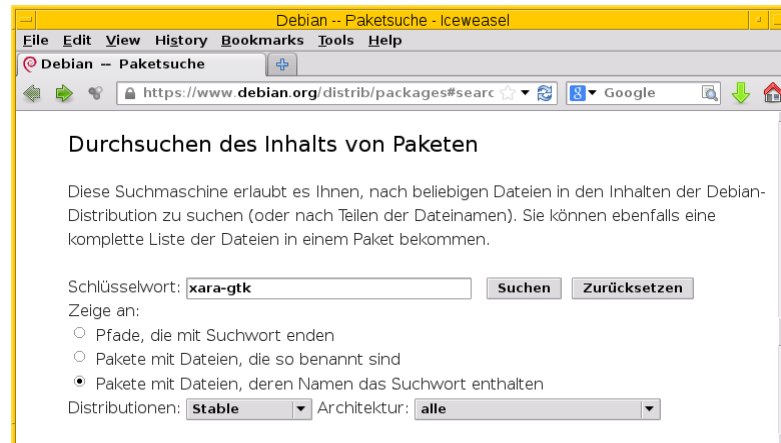 Debian -- Paketsuche - Iceweasel
File Edit View History Bookmarks Tools Help
Debian -- Paketsuche
https://www.debian.org/distrib/packages#searc 8 Google
Durchsuchen des Inhalts von Paketen
Diese Suchmaschine erlaubt es Ihnen, nach beliebigen Dateien in den Inhalten der Debian-
Distribution zu suchen (oder nach Teilen der Dateinamen). Sie können ebenfalls eine
komplette Liste der Dateien in einem Paket bekommen.
Schlüsselwort: xara-gtk Suchen Zurücksetzen
Zeige an:
Pfade, die mit Suchwort enden
Pakete mit Dateien, die so benannt sind
Pakete mit Dateien, deren Namen das Suchwort enthalten
Distributionen: Stable Architektur: alle